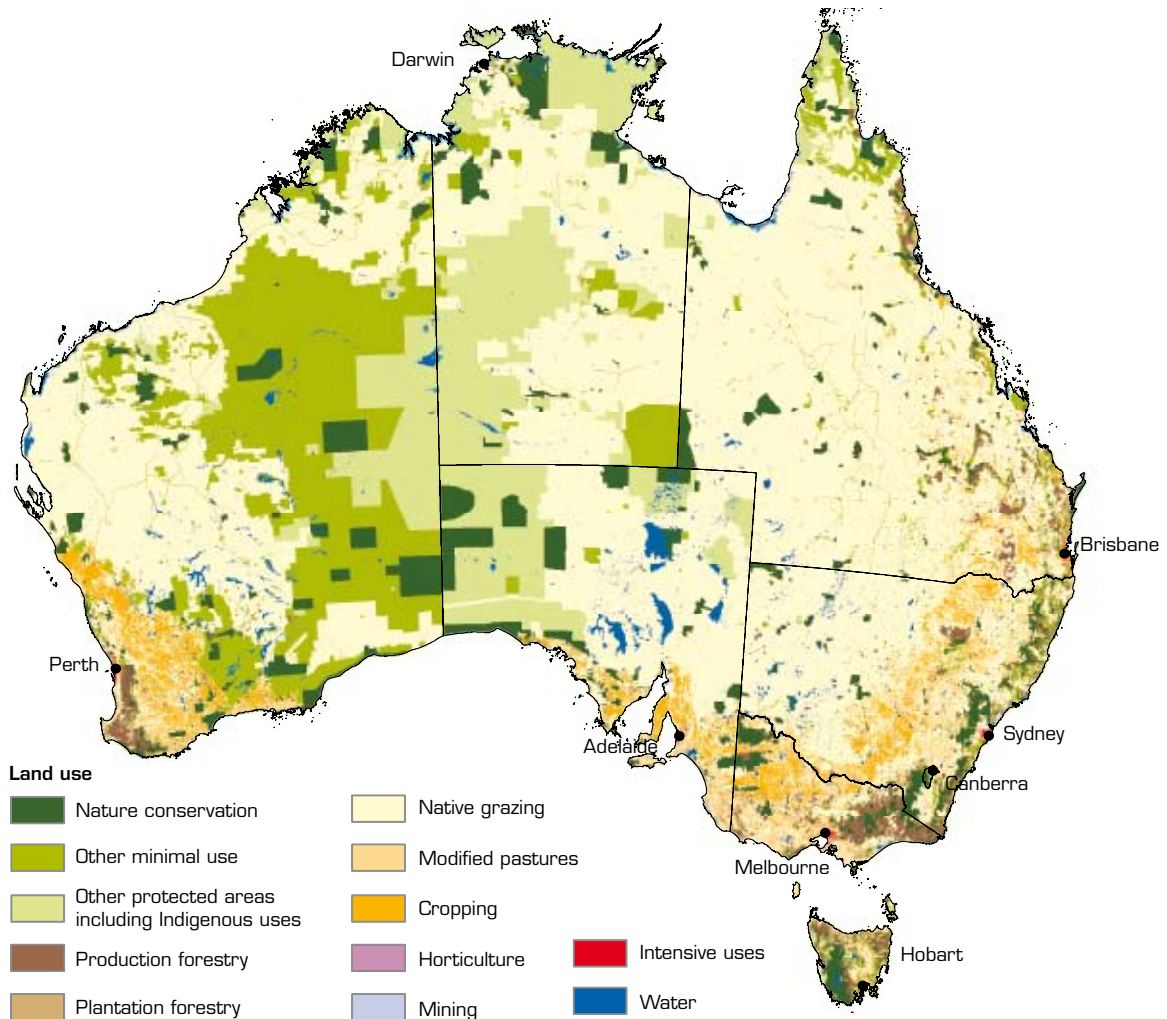 Darwin
Brisbane
Perth
Adelaide
Sydney
Canberra
Melbourne
Hobart
Land use
Nature conservation
Other minimal use
Other protected areas
including Indigenous uses
Production forestry
Plantation forestry
Native grazing
Modified pastures
Cropping
Horticulture
Mining
Intensive uses
Water